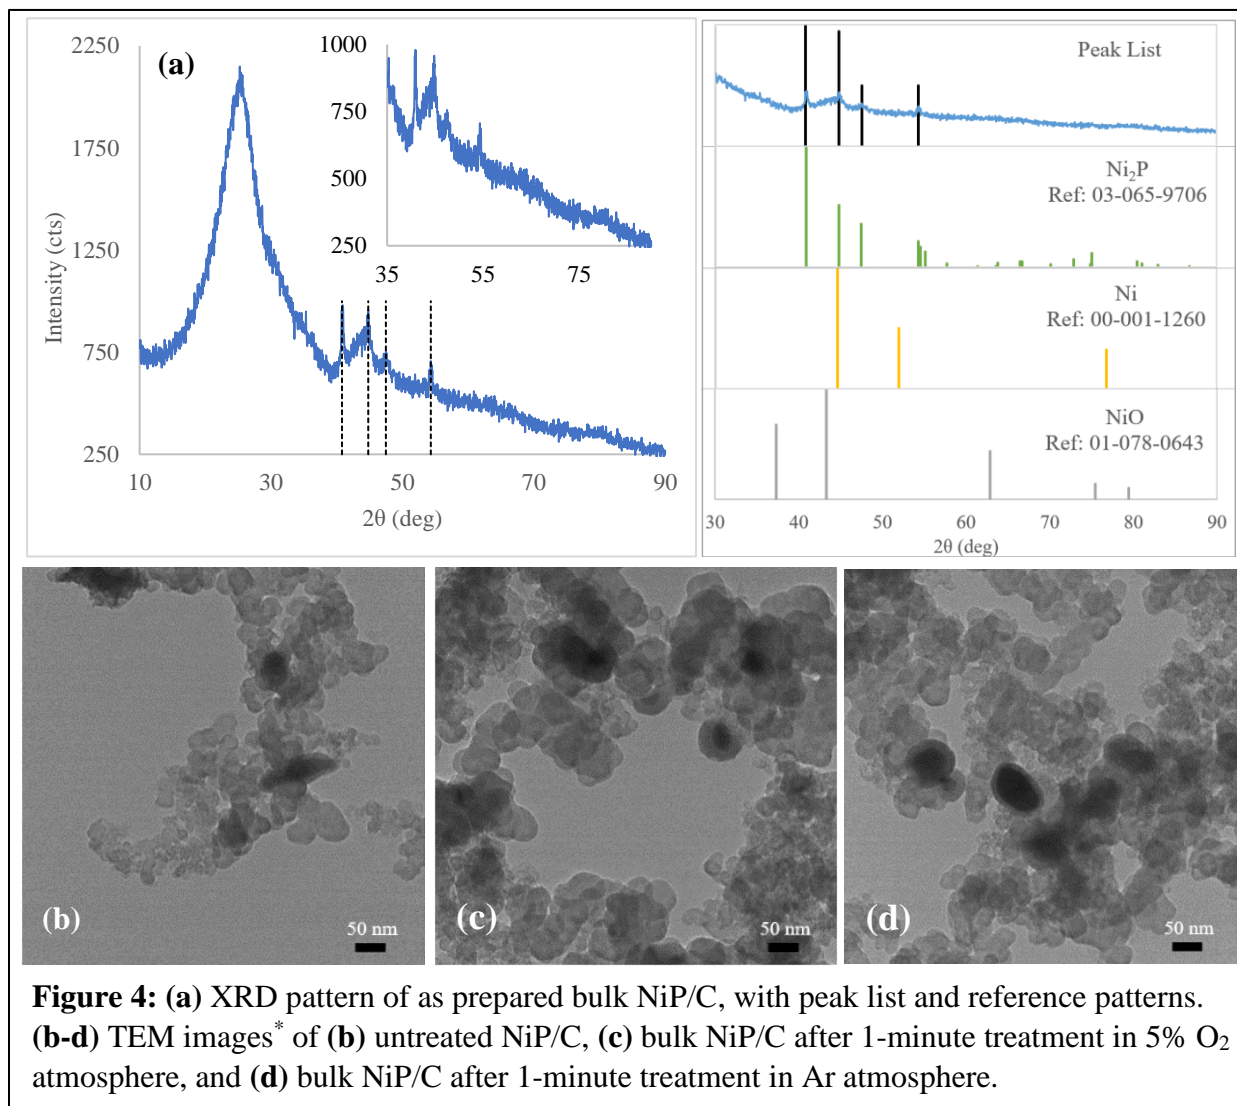 (a)
2250
1750
1250
750
250
Intensity (cts)
10
30
50
70
90
2θ (deg)
1000
750
500
250
35
55
75
Peak List
Ni₂P
Ref: 03-065-9706
Ni
Ref: 00-001-1260
NiO
Ref: 01-078-0643
30
40
50
60
70
80
90
2θ (deg)
(b)
50 nm
(c)
50 nm
(d)
50 nm
Figure 4: (a) XRD pattern of as prepared bulk NiP/C, with peak list and reference patterns.
(b-d) TEM images* of (b) untreated NiP/C, (c) bulk NiP/C after 1-minute treatment in 5% O₂
atmosphere, and (d) bulk NiP/C after 1-minute treatment in Ar atmosphere.